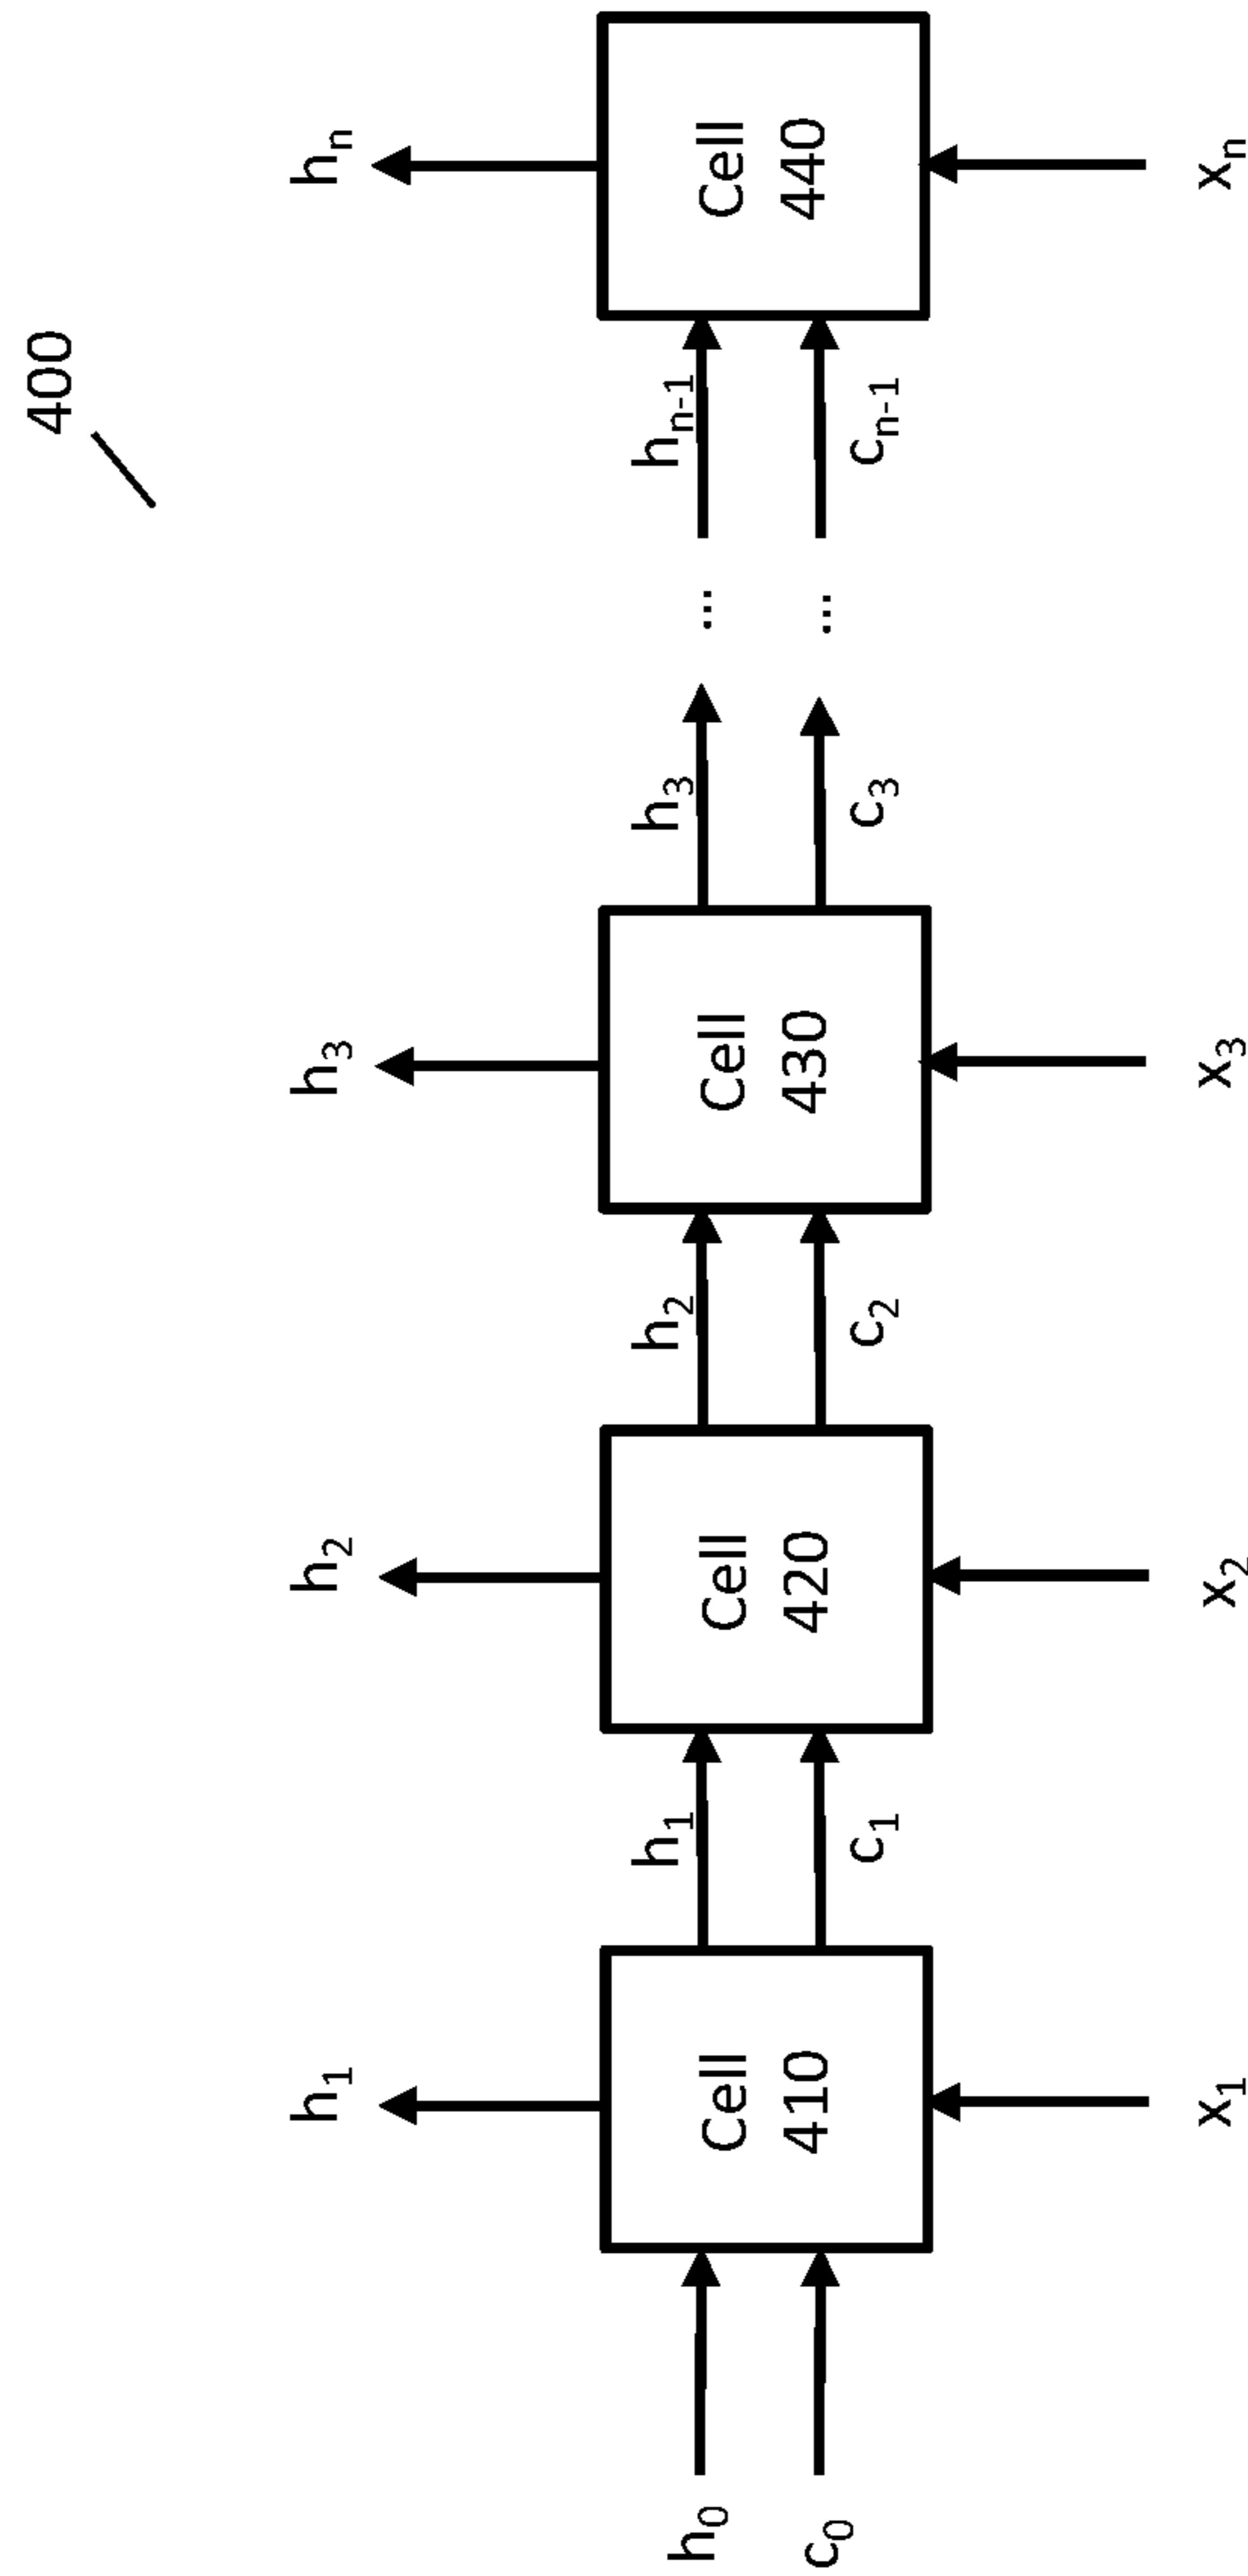 400
h₁ h₂ h₃ hₙ
h₀ h₁ h₂ h₃ ... hₙ₋₁
Cell Cell Cell Cell
410 420 430 440
c₀ c₁ c₂ c₃ ... cₙ₋₁
x₁ x₂ x₃ xₙ